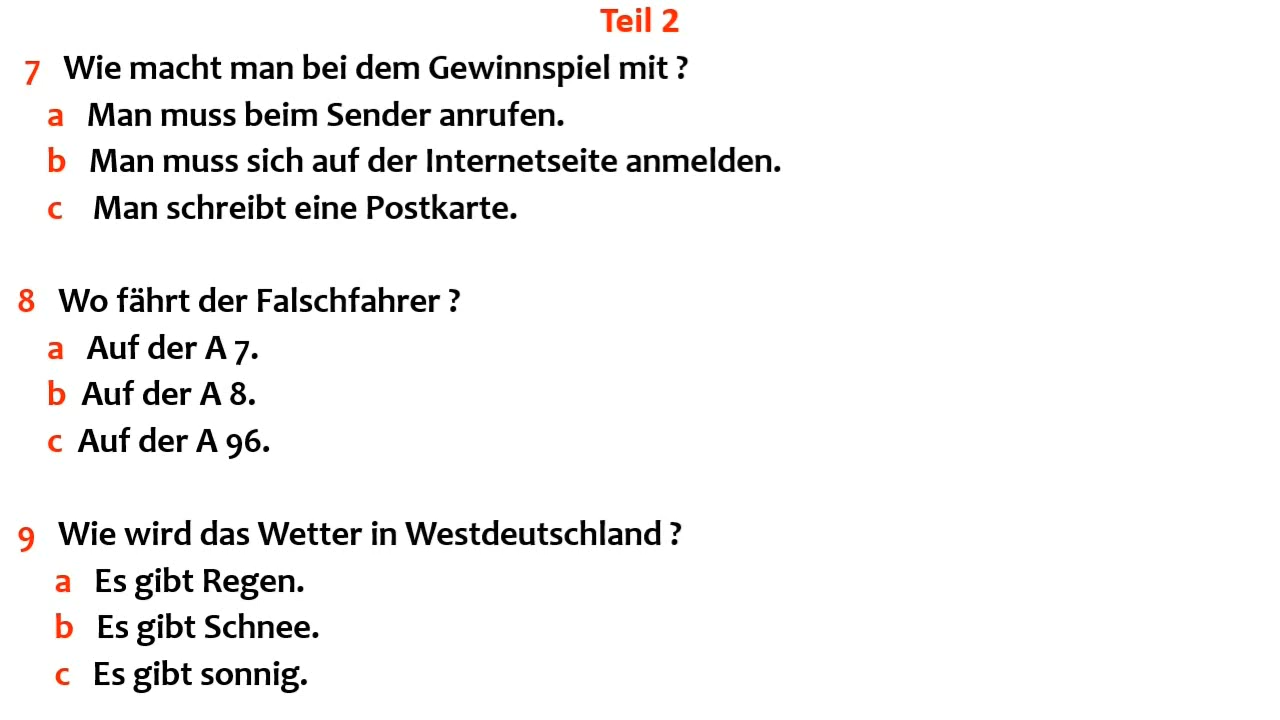 Teil 2
7 Wie macht man bei dem Gewinnspiel mit ?
a Man muss beim Sender anrufen.
b Man muss sich auf der Internetseite anmelden.
c Man schreibt eine Postkarte.
8 Wo fährt der Falschfahrer ?
a Auf der A 7.
b Auf der A 8.
c Auf der A 96.
9 Wie wird das Wetter in Westdeutschland ?
a Es gibt Regen.
b Es gibt Schnee.
c Es gibt sonnig.